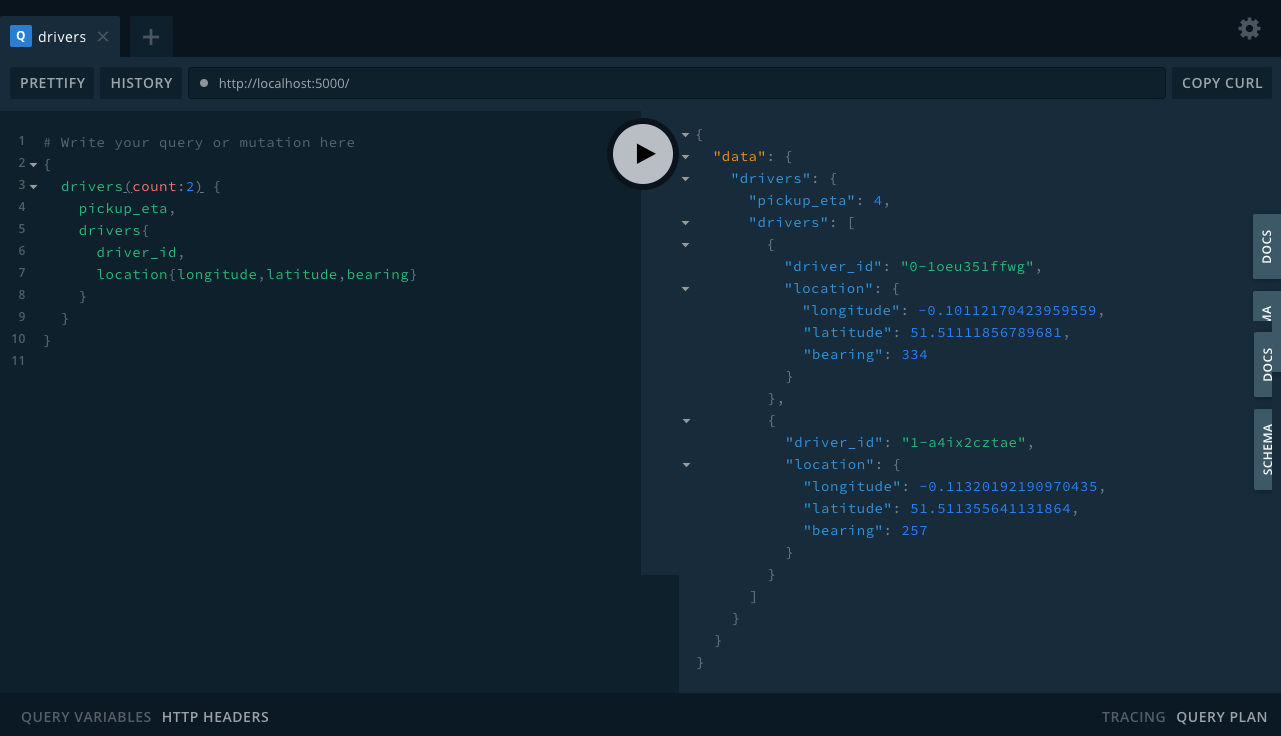 Q drivers
PRETTIFY HISTORY http://localhost:5000/ COPY CURL
1 # Write your query or mutation here
2 {
3 drivers(count:2) {
4 pickup_eta,
5 drivers{
6 driver_id,
7 location{longitude,latitude,bearing}
8 }
9 }
10 }
11
{
"data": {
"drivers": {
"pickup_eta": 4,
"drivers": [
{
"driver_id": "0-1oeu351ffwg",
"location": {
"longitude": -0.10112170423959559,
"latitude": 51.51111856789681,
"bearing": 334
}
},
{
"driver_id": "1-a4ix2cztae",
"location": {
"longitude": -0.11320192190970435,
"latitude": 51.511355641131864,
"bearing": 257
}
}
]
}
}
}
DOCS
MA
DOCS
SCHEMA
QUERY VARIABLES HTTP HEADERS
TRACING QUERY PLAN